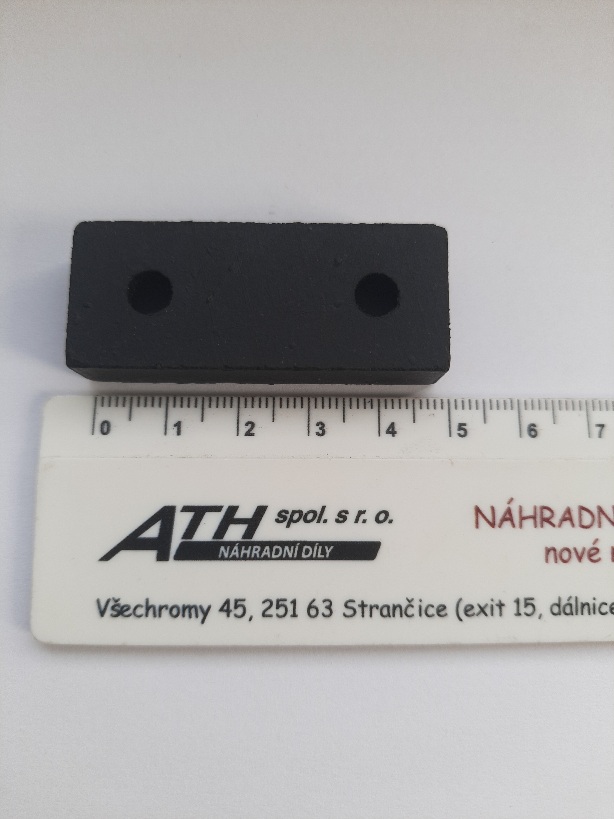 0 1 2 3 4 5 6 7
ATH spol. s r. o.
NÁHRADNÍ DÍLY
NÁHRADN
nové
Všechromy 45, 251 63 Strančice (exit 15, dálnice